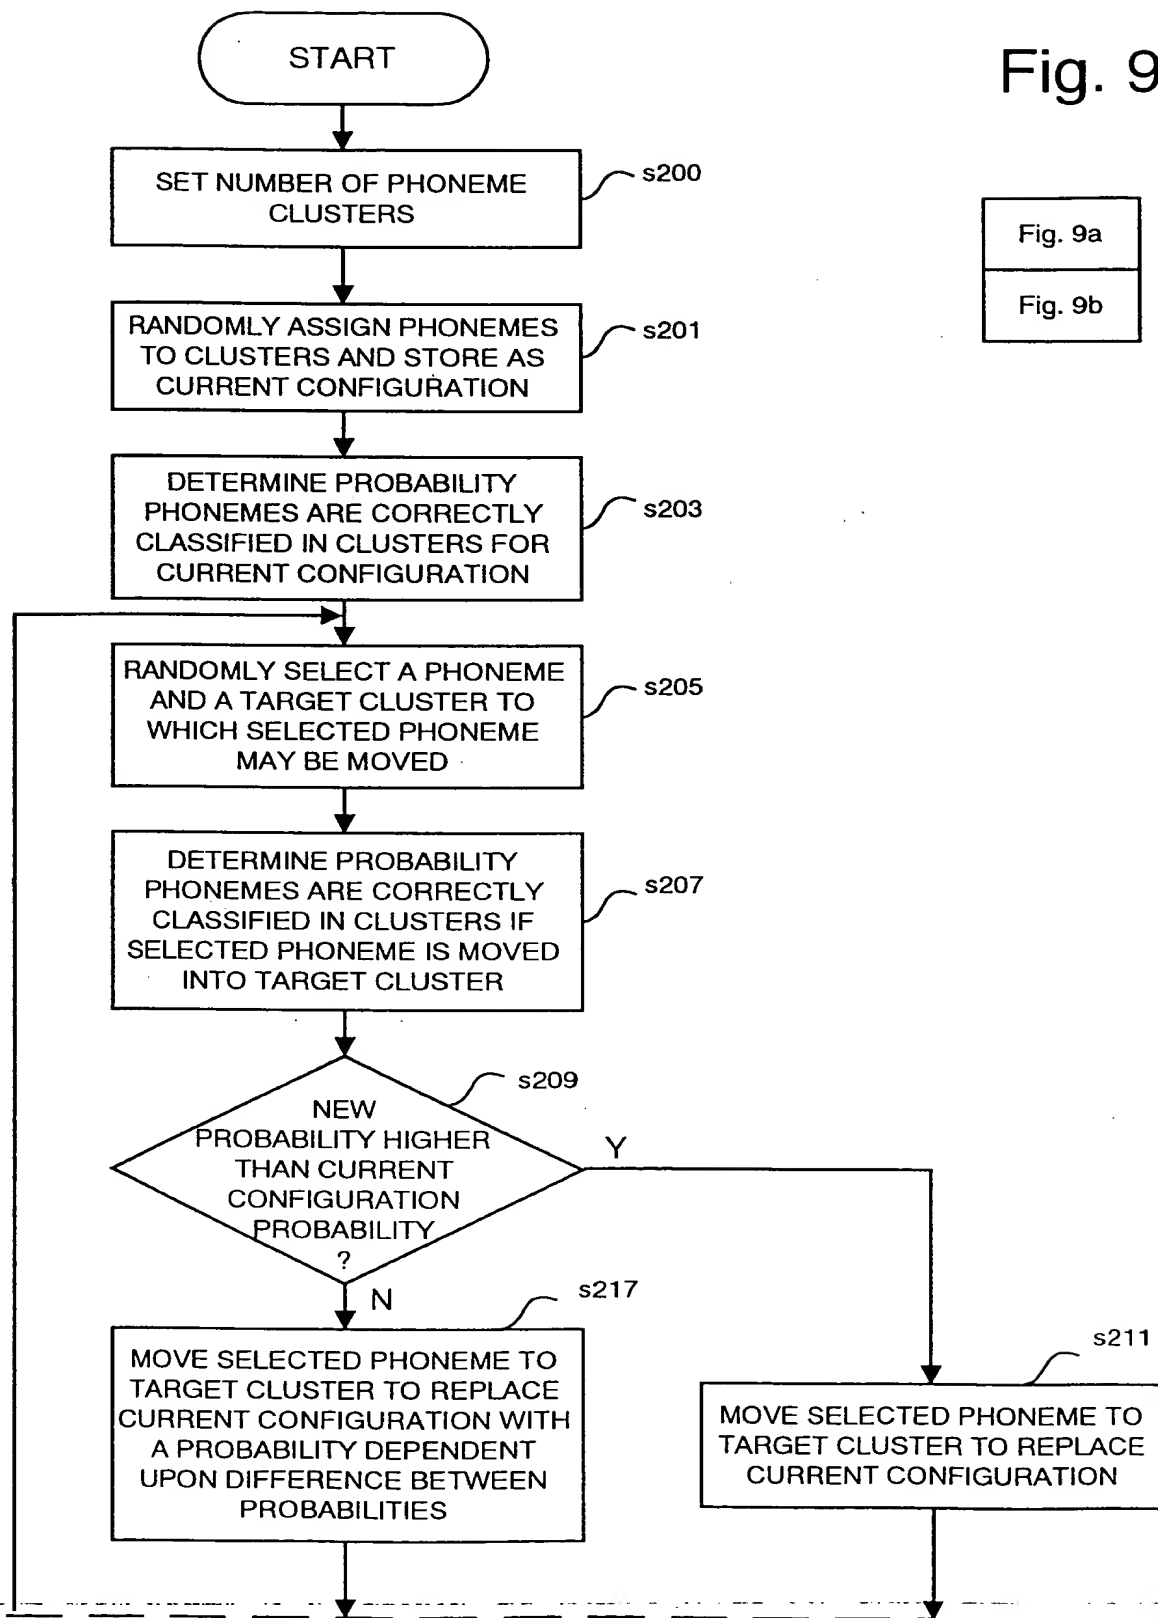 START
Fig. 9
SET NUMBER OF PHONEME
CLUSTERS
s200
Fig. 9a
Fig. 9b
RANDOMLY ASSIGN PHONEMES
TO CLUSTERS AND STORE AS
CURRENT CONFIGURATION
s201
DETERMINE PROBABILITY
PHONEMES ARE CORRECTLY
CLASSIFIED IN CLUSTERS FOR
CURRENT CONFIGURATION
s203
RANDOMLY SELECT A PHONEME
AND A TARGET CLUSTER TO
WHICH SELECTED PHONEME
MAY BE MOVED
s205
DETERMINE PROBABILITY
PHONEMES ARE CORRECTLY
CLASSIFIED IN CLUSTERS IF
SELECTED PHONEME IS MOVED
INTO TARGET CLUSTER
s207
s209
NEW
PROBABILITY HIGHER
THAN CURRENT
CONFIGURATION
PROBABILITY
?
Y
N
s217
MOVE SELECTED PHONEME TO
TARGET CLUSTER TO REPLACE
CURRENT CONFIGURATION WITH
A PROBABILITY DEPENDENT
UPON DIFFERENCE BETWEEN
PROBABILITIES
s211
MOVE SELECTED PHONEME TO
TARGET CLUSTER TO REPLACE
CURRENT CONFIGURATION